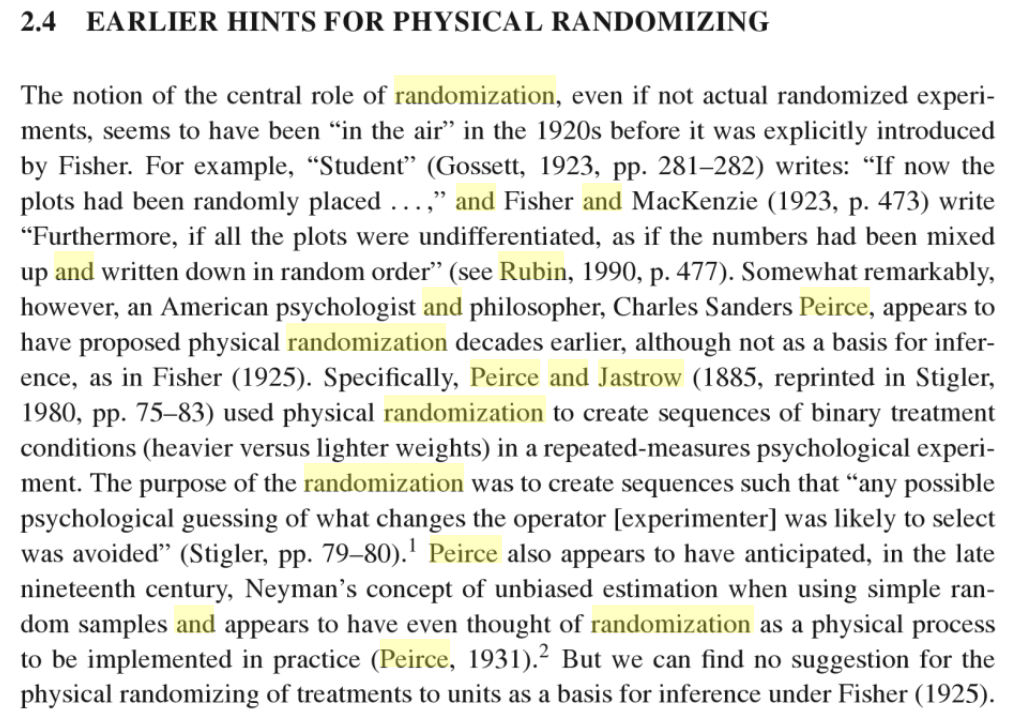 2.4 EARLIER HINTS FOR PHYSICAL RANDOMIZING
The notion of the central role of randomization, even if not actual randomized experi-
ments, seems to have been “in the air” in the 1920s before it was explicitly introduced
by Fisher. For example, “Student” (Gossett, 1923, pp. 281–282) writes: “If now the
plots had been randomly placed . . . ,” and Fisher and MacKenzie (1923, p. 473) write
“Furthermore, if all the plots were undifferentiated, as if the numbers had been mixed
up and written down in random order” (see Rubin, 1990, p. 477). Somewhat remarkably,
however, an American psychologist and philosopher, Charles Sanders Peirce, appears to
have proposed physical randomization decades earlier, although not as a basis for infer-
ence, as in Fisher (1925). Specifically, Peirce and Jastrow (1885, reprinted in Stigler,
1980, pp. 75–83) used physical randomization to create sequences of binary treatment
conditions (heavier versus lighter weights) in a repeated-measures psychological experi-
ment. The purpose of the randomization was to create sequences such that “any possible
psychological guessing of what changes the operator [experimenter] was likely to select
was avoided” (Stigler, pp. 79–80).1 Peirce also appears to have anticipated, in the late
nineteenth century, Neyman’s concept of unbiased estimation when using simple ran-
dom samples and appears to have even thought of randomization as a physical process
to be implemented in practice (Peirce, 1931).2 But we can find no suggestion for the
physical randomizing of treatments to units as a basis for inference under Fisher (1925).